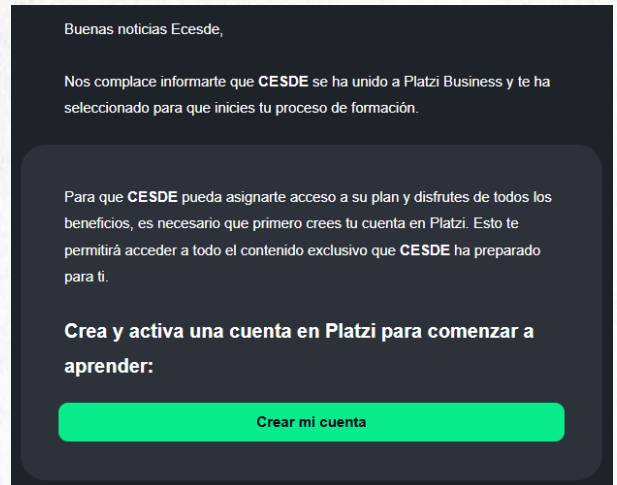 Buenas noticias Ecesde,
Nos complace informarte que CESDE se ha unido a Platzi Business y te ha
seleccionado para que inicies tu proceso de formación.
Para que CESDE pueda asignarte acceso a su plan y disfrutes de todos los
beneficios, es necesario que primero crees tu cuenta en Platzi. Esto te
permitirá acceder a todo el contenido exclusivo que CESDE ha preparado
para ti.
Crea y activa una cuenta en Platzi para comenzar a
aprender:
Crear mi cuenta